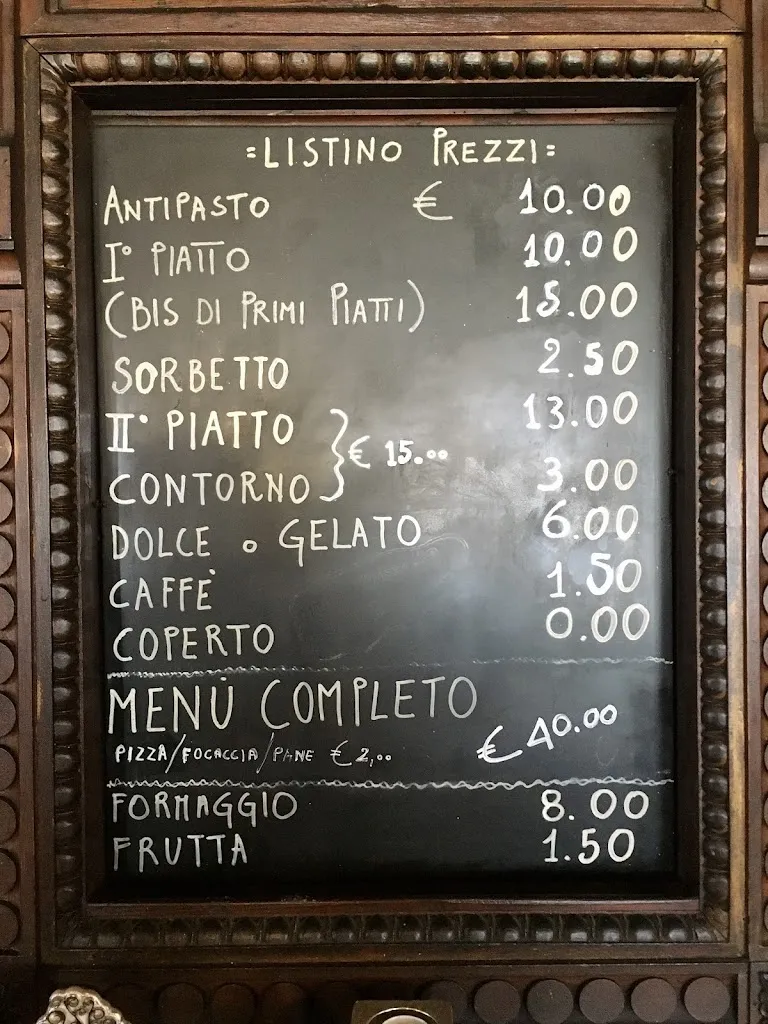 =LISTINO PREZZI=
ANTIPASTO € 10.00
I° PIATTO 10.00
(BIS DI PRIMI PIATTI) 15.00
SORBETTO 2.50
II° PIATTO 13.00
} € 15.00
CONTORNO 3.00
DOLCE o GELATO 6.00
CAFFÈ 1.50
COPERTO 0.00
MENÙ COMPLETO
€ 40.00
PIZZA/FOCACCIA/PANE € 2,00
FORMAGGIO 8.00
FRUTTA 1.50